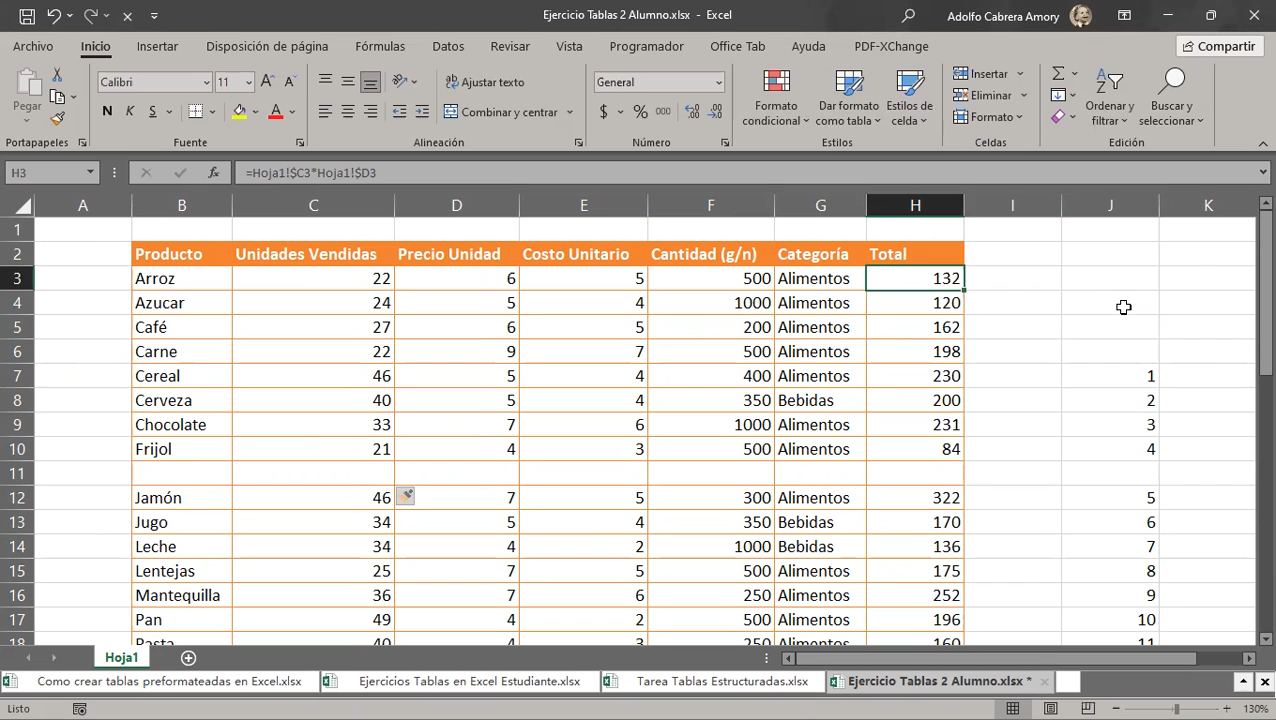 Ejercicio Tablas 2 Alumno.xlsx - Excel
Adolfo Cabrera Amory
Archivo Inicio Insertar Disposición de página Fórmulas Datos Revisar Vista Programador Office Tab Ayuda PDF-XChange Compartir
Pegar
Calibri 11
N K S
Ajustar texto
Combinar y centrar
General
$ % 000
Formato condicional
Dar formato como tabla
Estilos de celda
Insertar
Eliminar
Formato
Ordenar y filtrar
Buscar y seleccionar
Portapapeles Fuente Alineación Número Estilos Celdas Edición
H3 fx =Hoja1!$C3*Hoja1!$D3
A B C D E F G H I J K
1
2 Producto Unidades Vendidas Precio Unidad Costo Unitario Cantidad (g/n) Categoría Total
3 Arroz 22 6 5 500 Alimentos 132
4 Azucar 24 5 4 1000 Alimentos 120
5 Café 27 6 5 200 Alimentos 162
6 Carne 22 9 7 500 Alimentos 198
7 Cereal 46 5 4 400 Alimentos 230 1
8 Cerveza 40 5 4 350 Bebidas 200 2
9 Chocolate 33 7 6 1000 Alimentos 231 3
10 Frijol 21 4 3 500 Alimentos 84 4
11
12 Jamón 46 7 5 300 Alimentos 322 5
13 Jugo 34 5 4 350 Bebidas 170 6
14 Leche 34 4 2 1000 Bebidas 136 7
15 Lentejas 25 7 5 500 Alimentos 175 8
16 Mantequilla 36 7 6 250 Alimentos 252 9
17 Pan 49 4 2 500 Alimentos 196 10
18 Pasta 40 4 3 250 Alimentos 160 11
Hoja1
Como crear tablas preformateadas en Excel.xlsx Ejercicios Tablas en Excel Estudiante.xlsx Tarea Tablas Estructuradas.xlsx Ejercicio Tablas 2 Alumno.xlsx *
Listo 130%